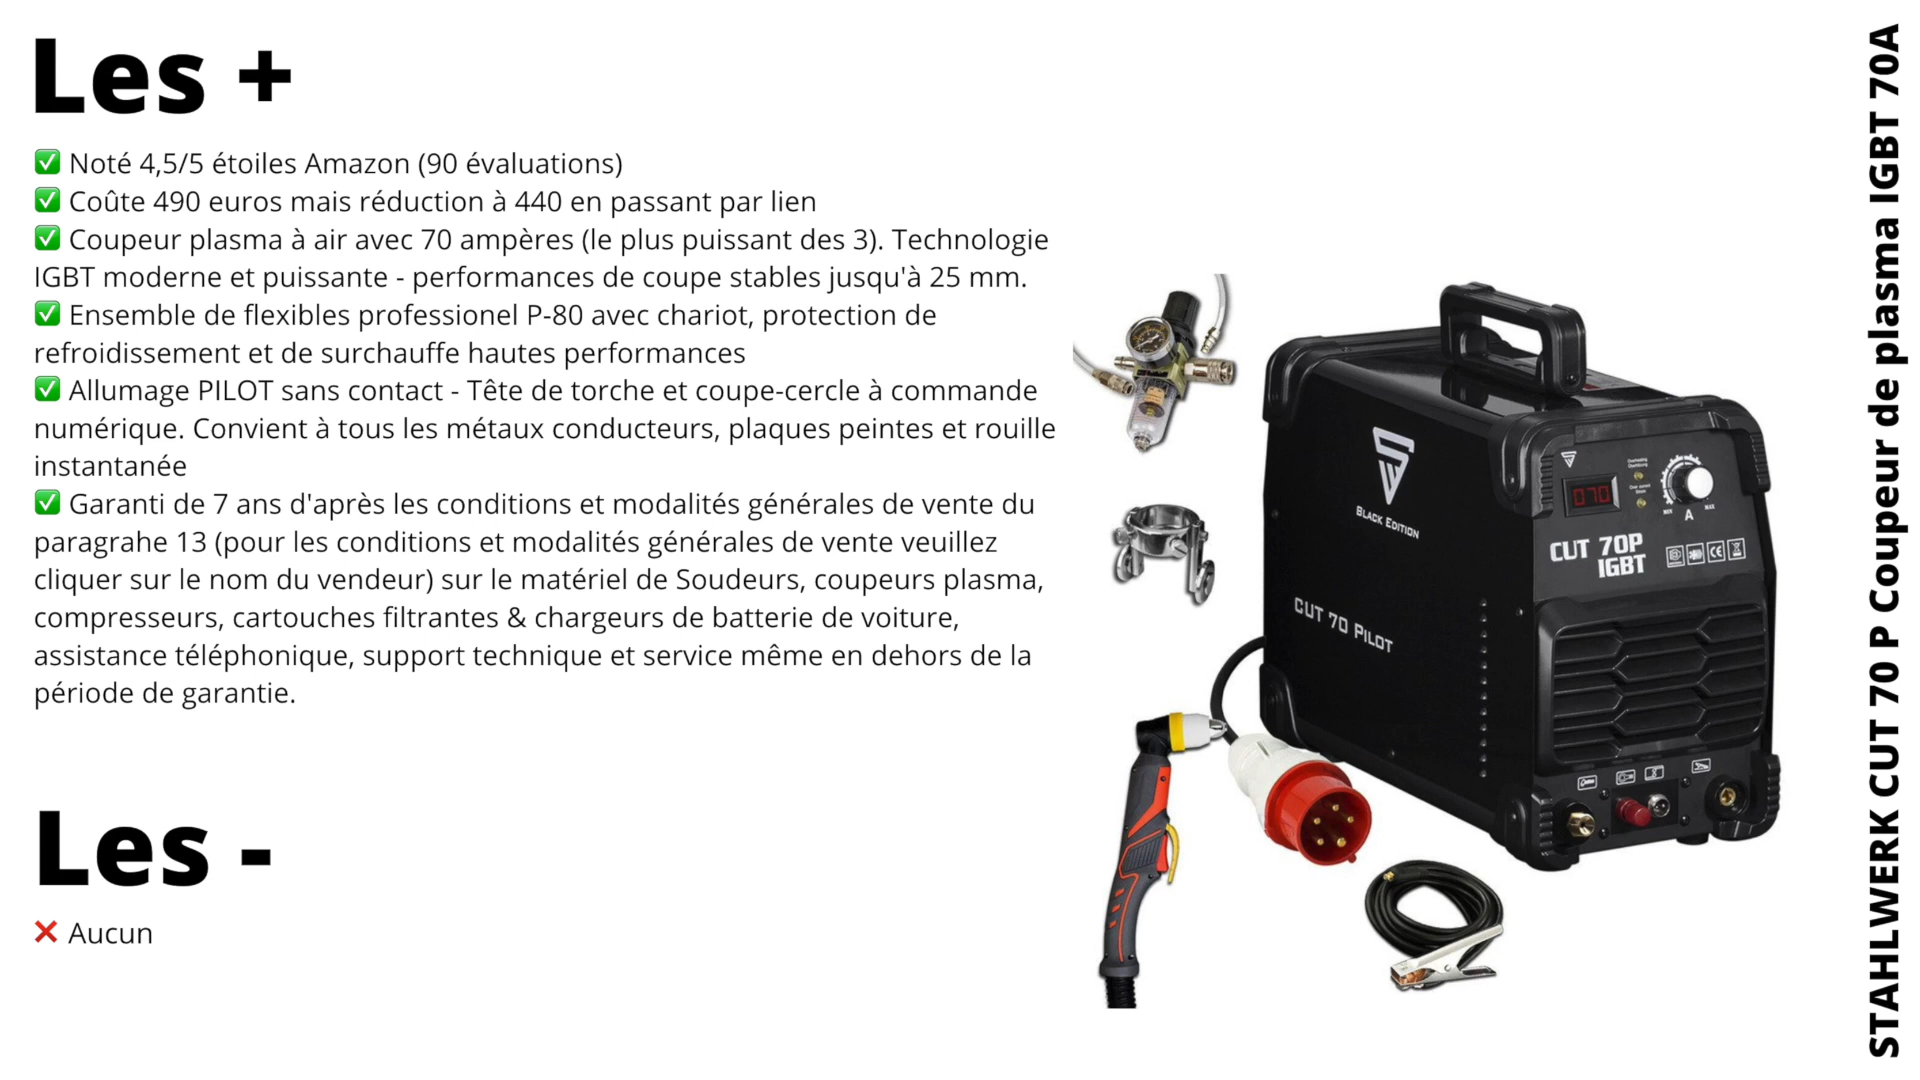 Les +
✅ Noté 4,5/5 étoiles Amazon (90 évaluations)
✅ Coûte 490 euros mais réduction à 440 en passant par lien
✅ Coupeur plasma à air avec 70 ampères (le plus puissant des 3). Technologie
IGBT moderne et puissante - performances de coupe stables jusqu'à 25 mm.
✅ Ensemble de flexibles professionel P-80 avec chariot, protection de
refroidissement et de surchauffe hautes performances
✅ Allumage PILOT sans contact - Tête de torche et coupe-cercle à commande
numérique. Convient à tous les métaux conducteurs, plaques peintes et rouille
instantanée
✅ Garanti de 7 ans d'après les conditions et modalités générales de vente du
paragrahe 13 (pour les conditions et modalités générales de vente veuillez
cliquer sur le nom du vendeur) sur le matériel de Soudeurs, coupeurs plasma,
compresseurs, cartouches filtrantes & chargeurs de batterie de voiture,
assistance téléphonique, support technique et service même en dehors de la
période de garantie.
Les -
❌ Aucun
BLACK EDITION
CUT 70 PILOT
070
MIN A MAX
CUT 70P
IGBT
CE
STAHLWERK CUT 70 P Coupeur de plasma IGBT 70A